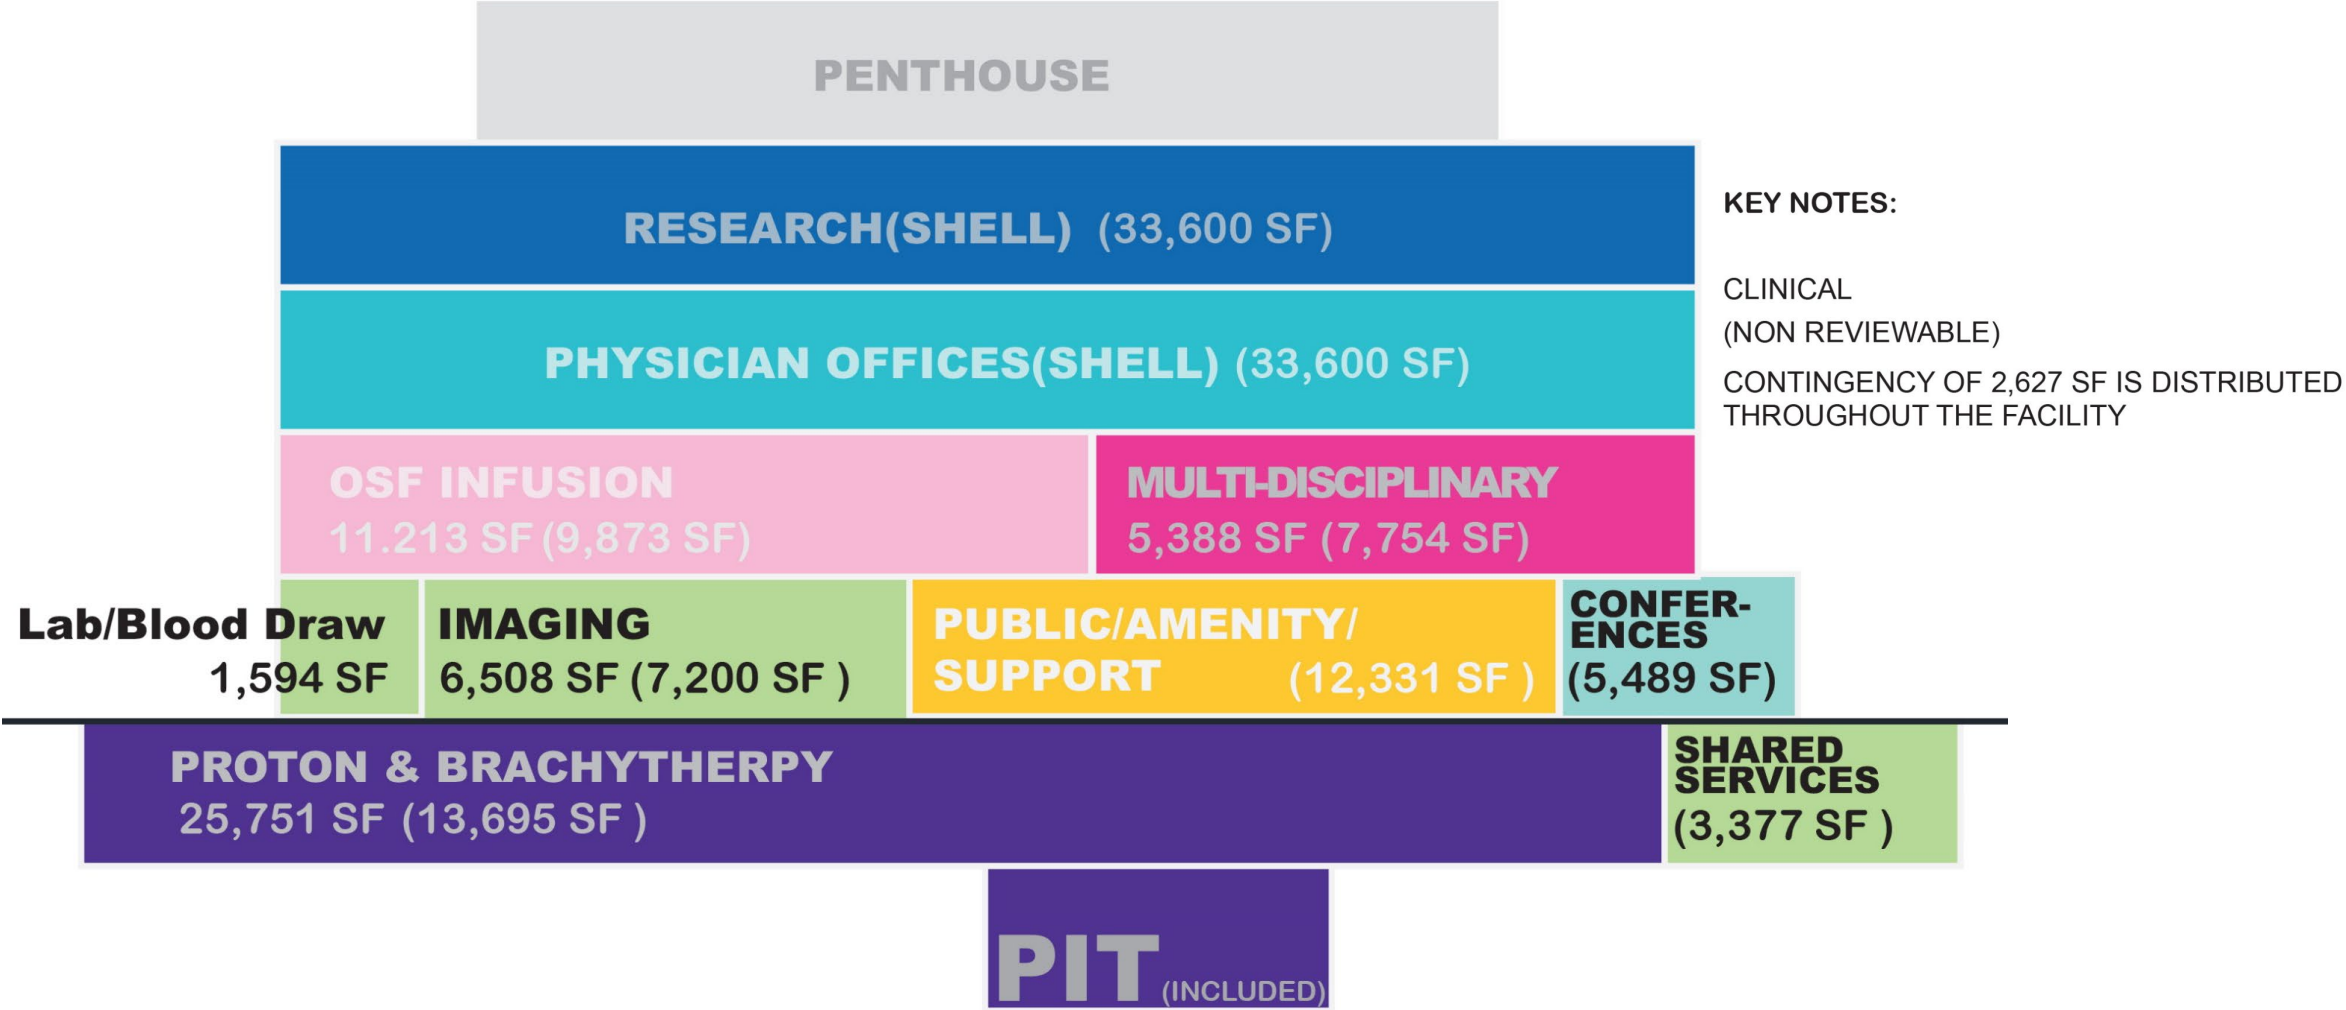 PENTHOUSE
RESEARCH(SHELL) (33,600 SF)
PHYSICIAN OFFICES(SHELL) (33,600 SF)
OSF INFUSION
11.213 SF (9,873 SF)
MULTI-DISCIPLINARY
5,388 SF (7,754 SF)
Lab/Blood Draw
1,594 SF
IMAGING
6,508 SF (7,200 SF )
PUBLIC/AMENITY/
SUPPORT (12,331 SF )
CONFER-
ENCES
(5,489 SF)
PROTON & BRACHYTHERPY
25,751 SF (13,695 SF )
SHARED
SERVICES
(3,377 SF )
PIT (INCLUDED)
KEY NOTES:
CLINICAL
(NON REVIEWABLE)
CONTINGENCY OF 2,627 SF IS DISTRIBUTED
THROUGHOUT THE FACILITY